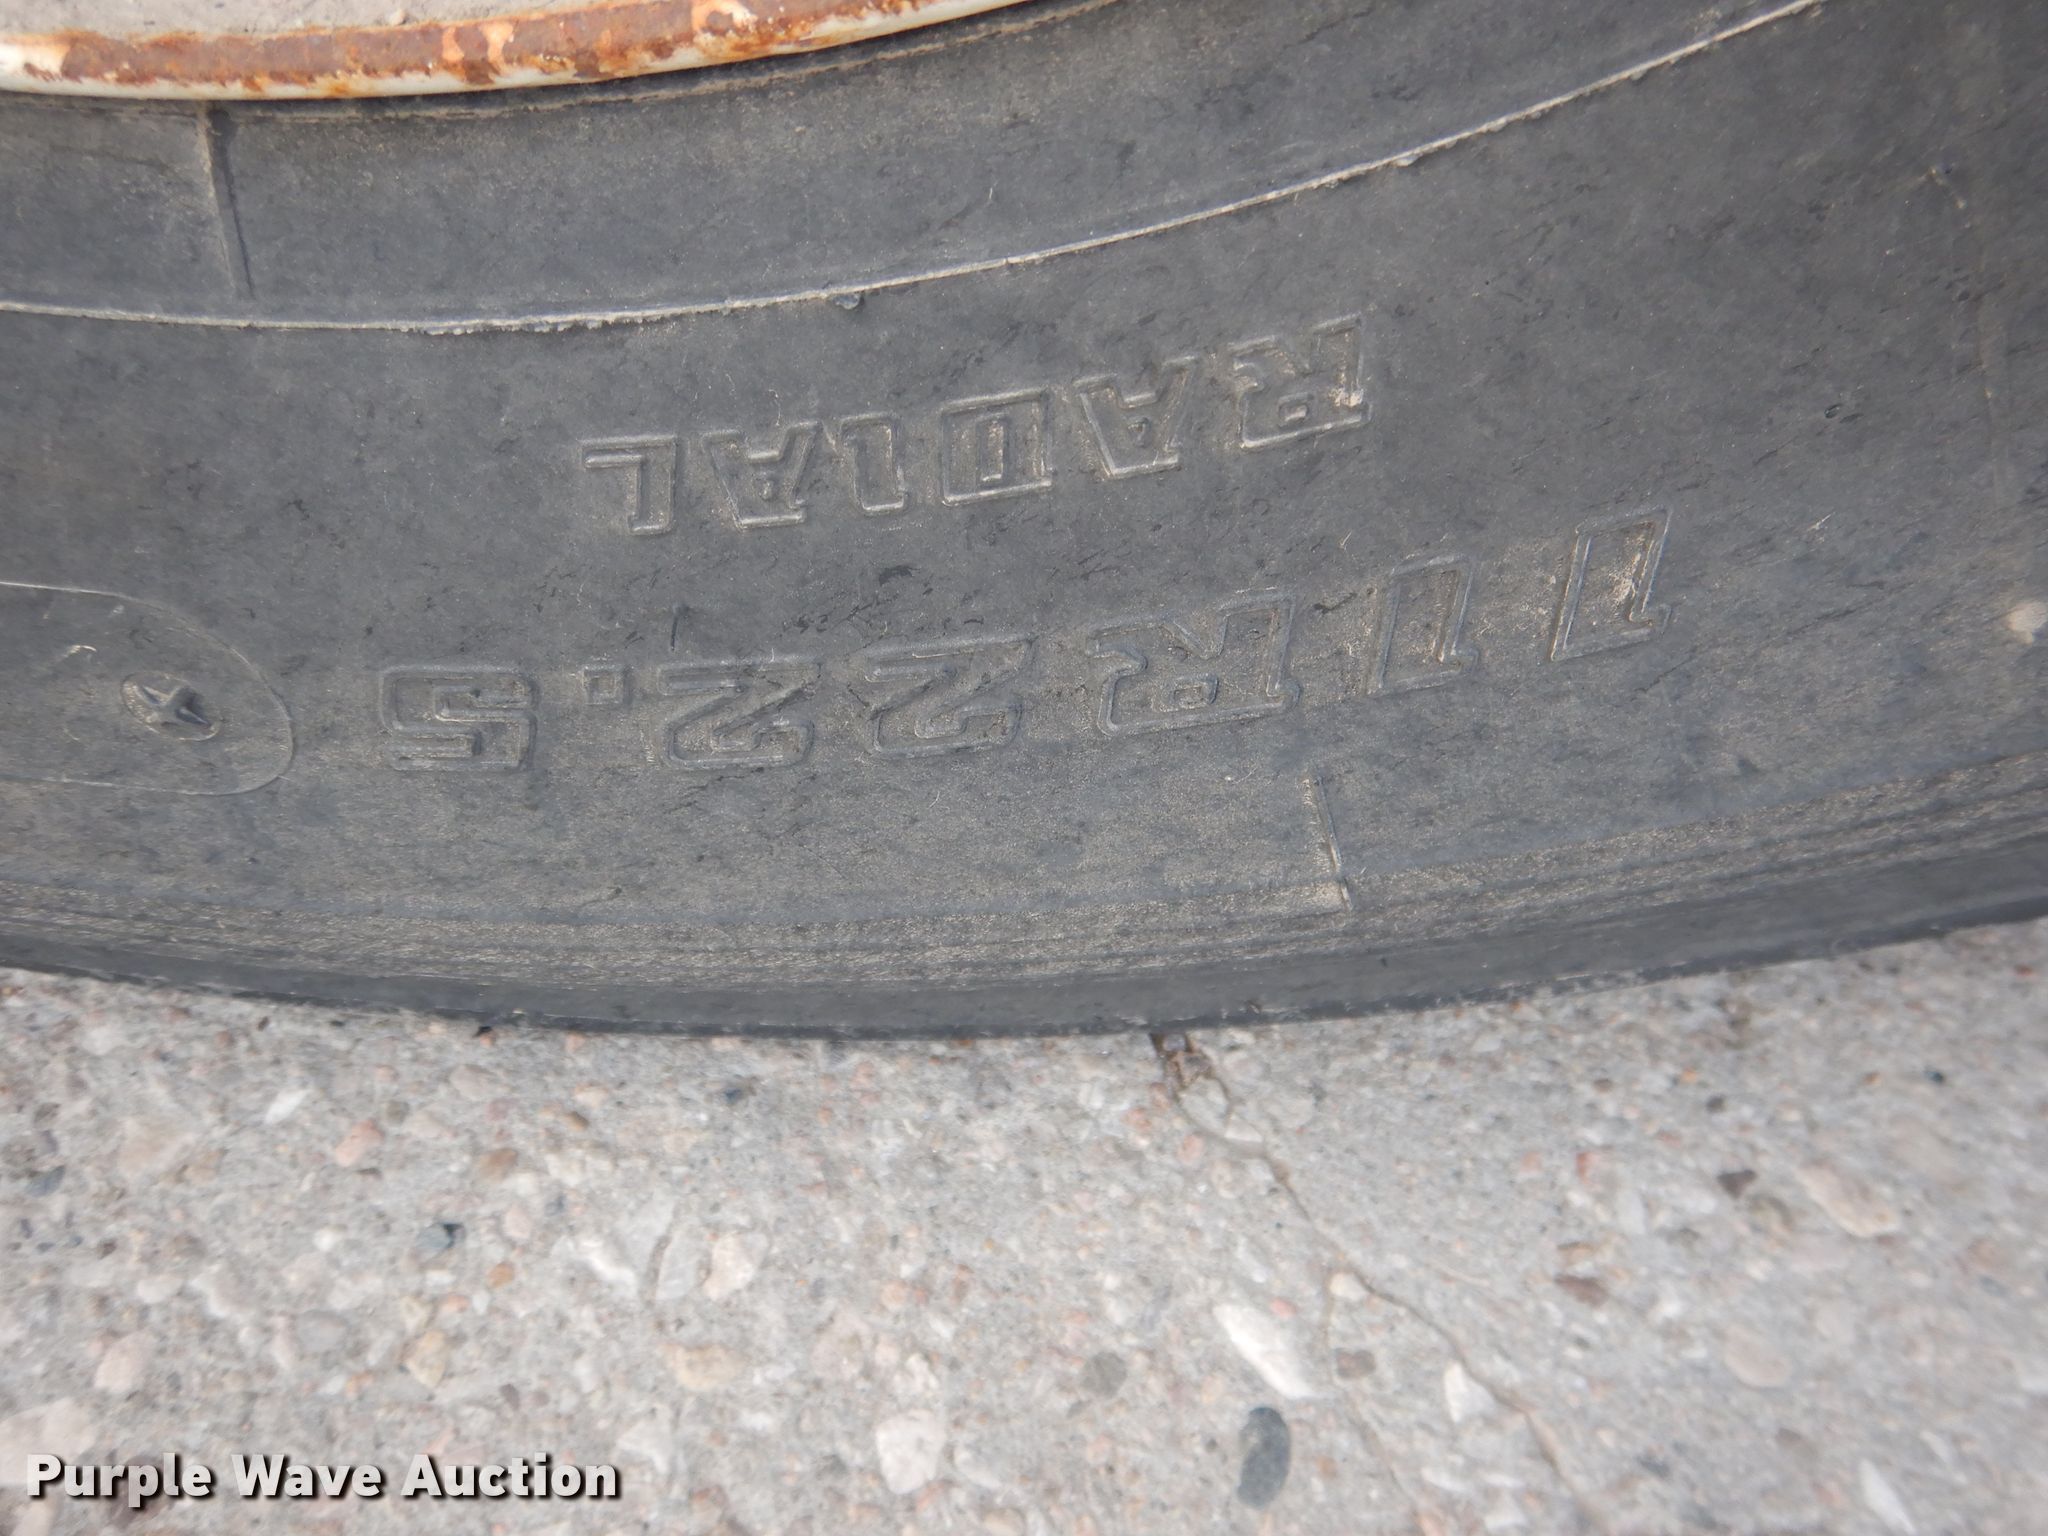 11R22.5
RADIAL
Purple Wave Auction